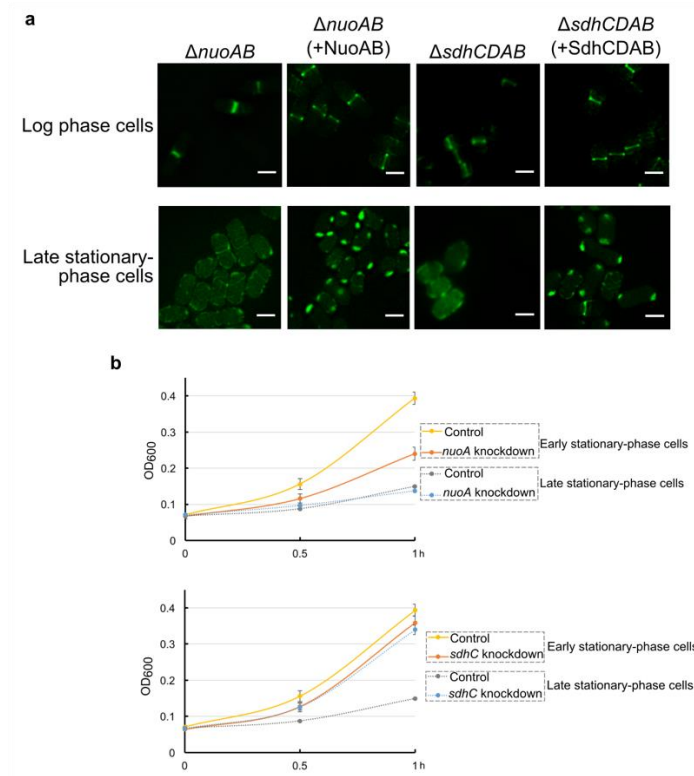 a
ΔnuoAB
ΔnuoAB
(+NuoAB)
ΔsdhCDAB
ΔsdhCDAB
(+SdhCDAB)
Log phase cells
Late stationary-
phase cells
b
OD600
0.4
0.3
0.2
0.1
0
0
0.5
1 h
Control
nuoA knockdown
Early stationary-phase cells
Control
nuoA knockdown
Late stationary-phase cells
OD600
0.4
0.3
0.2
0.1
0
0
0.5
1 h
Control
sdhC knockdown
Early stationary-phase cells
Control
sdhC knockdown
Late stationary-phase cells